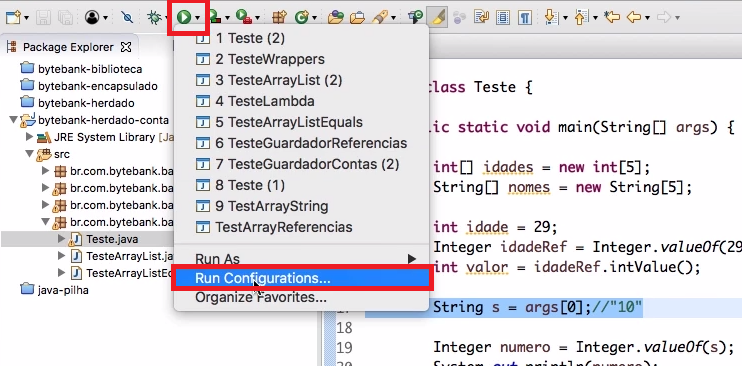 Package Explorer
bytebank-biblioteca
bytebank-encapsulado
bytebank-herdado
bytebank-herdado-conta
JRE System Library [Ja
src
br.com.bytebank.ba
br.com.bytebank.ba
br.com.bytebank.ba
br.com.bytebank.ba
Teste.java
TesteArrayList.ja
TesteArrayListEq
java-pilha
1 Teste (2)
2 TesteWrappers
3 TesteArrayList (2)
4 TesteLambda
5 TesteArrayListEquals
6 TesteGuardadorReferencias
7 TesteGuardadorContas (2)
8 Teste (1)
9 TestArrayString
TestArrayReferencias
Run As
Run Configurations...
Organize Favorites...
class Teste {
lic static void main(String[] args) {
int[] idades = new int[5];
String[] nomes = new String[5];
int idade = 29;
Integer idadeRef = Integer.valueOf(29
int valor = idadeRef.intValue();
String s = args[0];//"10"
18
19 Integer numero = Integer.valueOf(s);